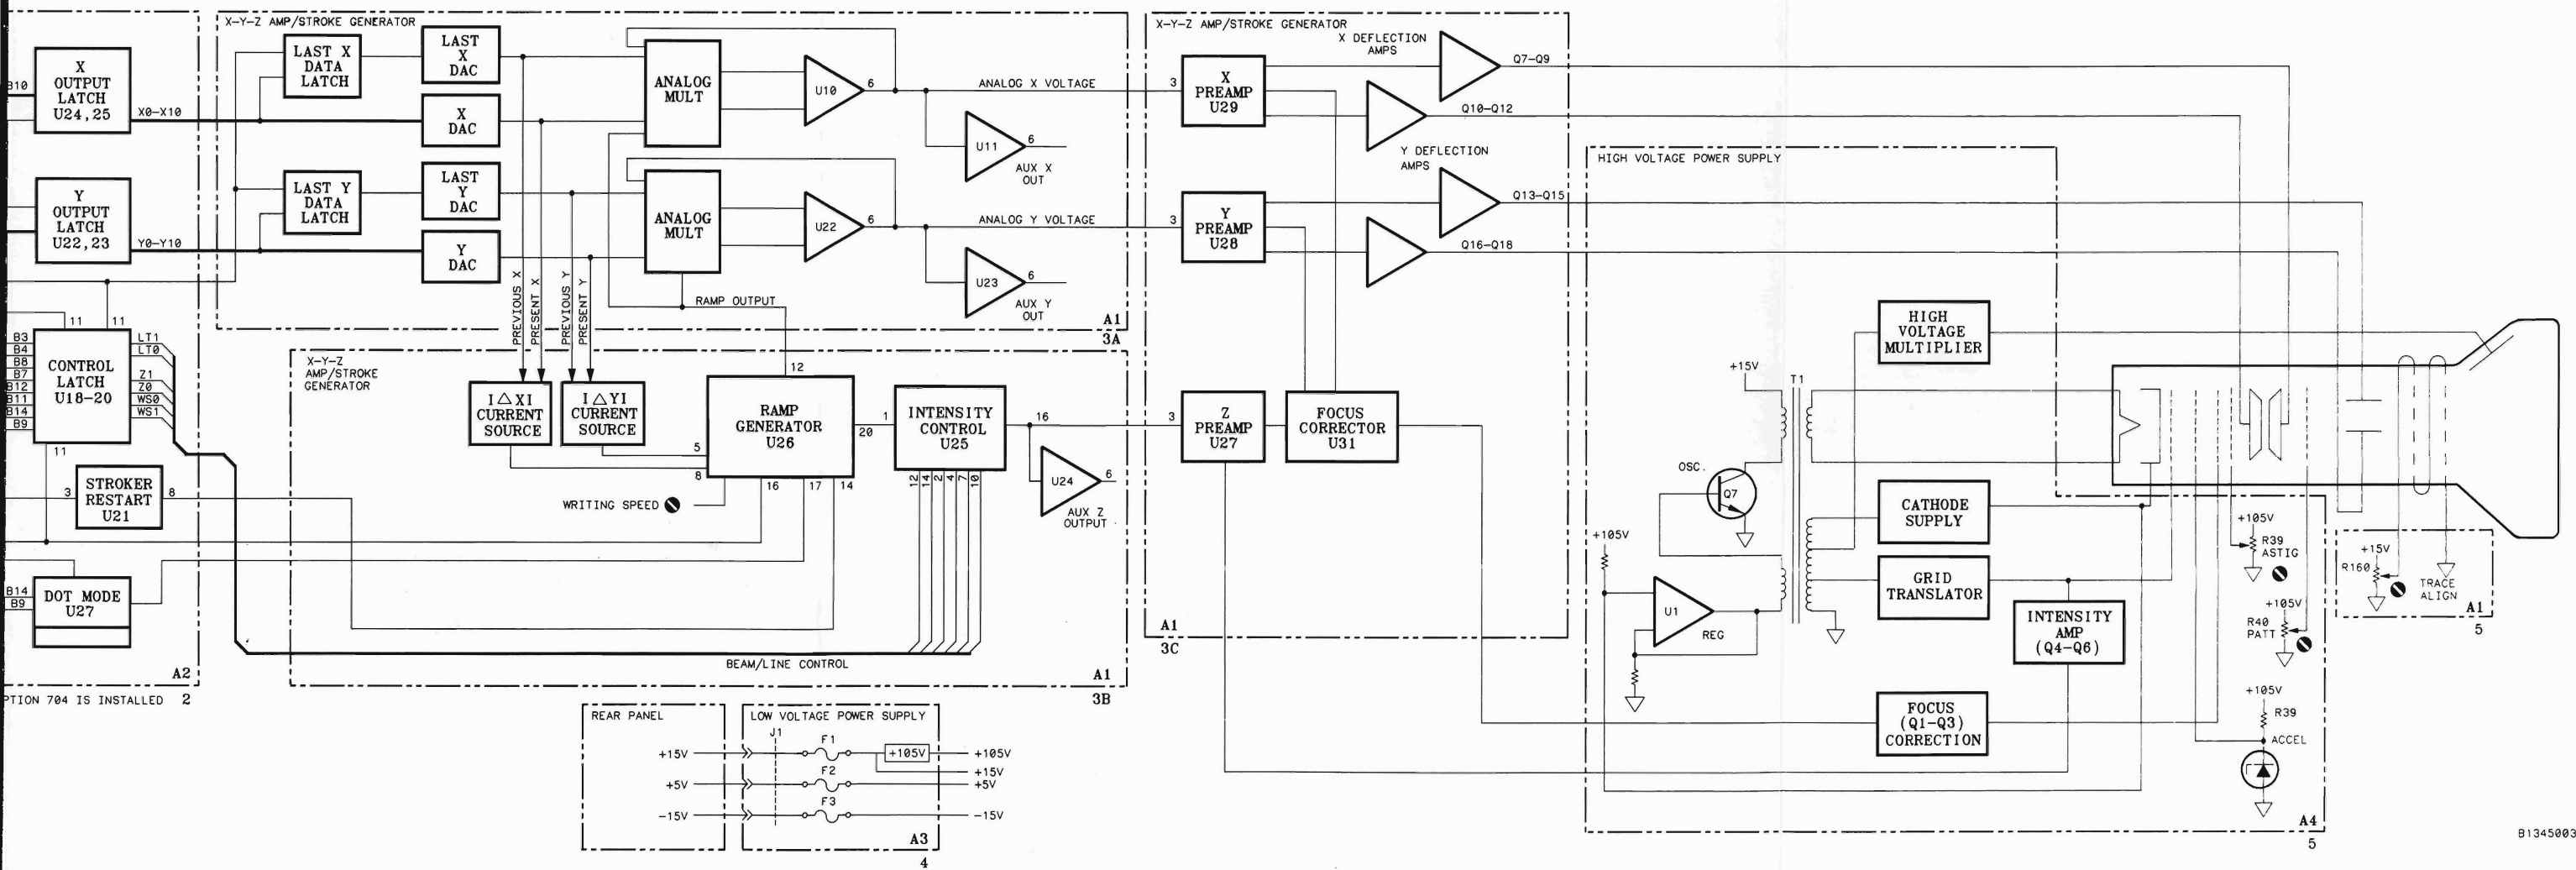 B10
X
OUTPUT
LATCH
U24,25
X0-X10
Y
OUTPUT
LATCH
U22,23
Y0-Y10
11
11
B3
B4
B8
B7
B12
B11
B14
B9
CONTROL
LATCH
U18-20
LT1
LT0
Z1
Z0
WS0
WS1
11
3
STROKER
RESTART
U21
8
B14
B9
DOT MODE
U27
A2
PTION 704 IS INSTALLED
2
X-Y-Z AMP/STROKE GENERATOR
LAST X
DATA
LATCH
LAST
X
DAC
X
DAC
ANALOG
MULT
U10
6
ANALOG X VOLTAGE
U11
6
AUX X
OUT
LAST Y
DATA
LATCH
LAST
Y
DAC
Y
DAC
ANALOG
MULT
U22
6
ANALOG Y VOLTAGE
U23
6
AUX Y
OUT
PREVIOUS X
PRESENT X
PREVIOUS Y
PRESENT Y
RAMP OUTPUT
A1
3A
X-Y-Z
AMP/STROKE
GENERATOR
I△XI
CURRENT
SOURCE
I△YI
CURRENT
SOURCE
12
RAMP
GENERATOR
U26
5
8
16
17
14
1
20
INTENSITY
CONTROL
U25
16
12
14
2
4
7
10
U24
6
AUX Z
OUTPUT
WRITING SPEED
BEAM/LINE CONTROL
A1
3B
REAR PANEL
+15V
+5V
-15V
LOW VOLTAGE POWER SUPPLY
J1
F1
+105V
+105V
+15V
F2
+5V
F3
-15V
A3
4
X-Y-Z AMP/STROKE GENERATOR
3
X
PREAMP
U29
X DEFLECTION
AMPS
Q7-Q9
Q10-Q12
3
Y
PREAMP
U28
Y DEFLECTION
AMPS
Q13-Q15
Q16-Q18
3
Z
PREAMP
U27
FOCUS
CORRECTOR
U31
A1
3C
HIGH VOLTAGE POWER SUPPLY
HIGH
VOLTAGE
MULTIPLIER
+15V
T1
OSC.
Q7
CATHODE
SUPPLY
+105V
U1
REG
GRID
TRANSLATOR
INTENSITY
AMP
(Q4-Q6)
FOCUS
(Q1-Q3)
CORRECTION
+105V
R39
ASTIG
+105V
R40
PATT
+105V
R39
ACCEL
A4
5
+15V
R160
TRACE
ALIGN
A1
5
B1345003